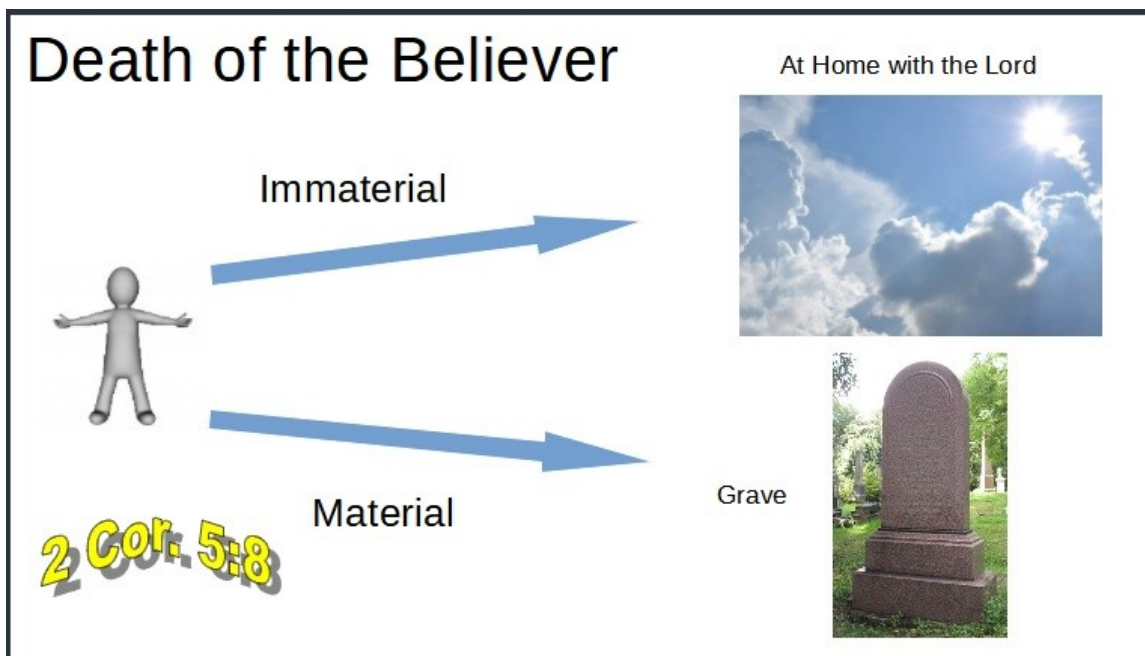 Death of the Believer
At Home with the Lord
Immaterial
Material
Grave
2 Cor. 5:8